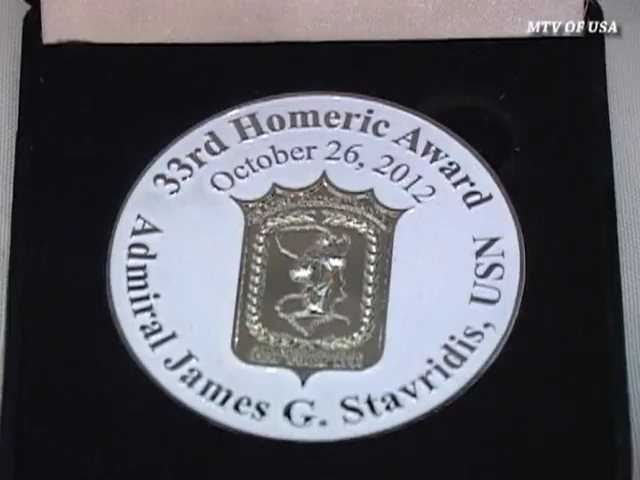 MTV OF USA
33rd Homeric Award
October 26, 2012
Admiral James G. Stavridis, USN